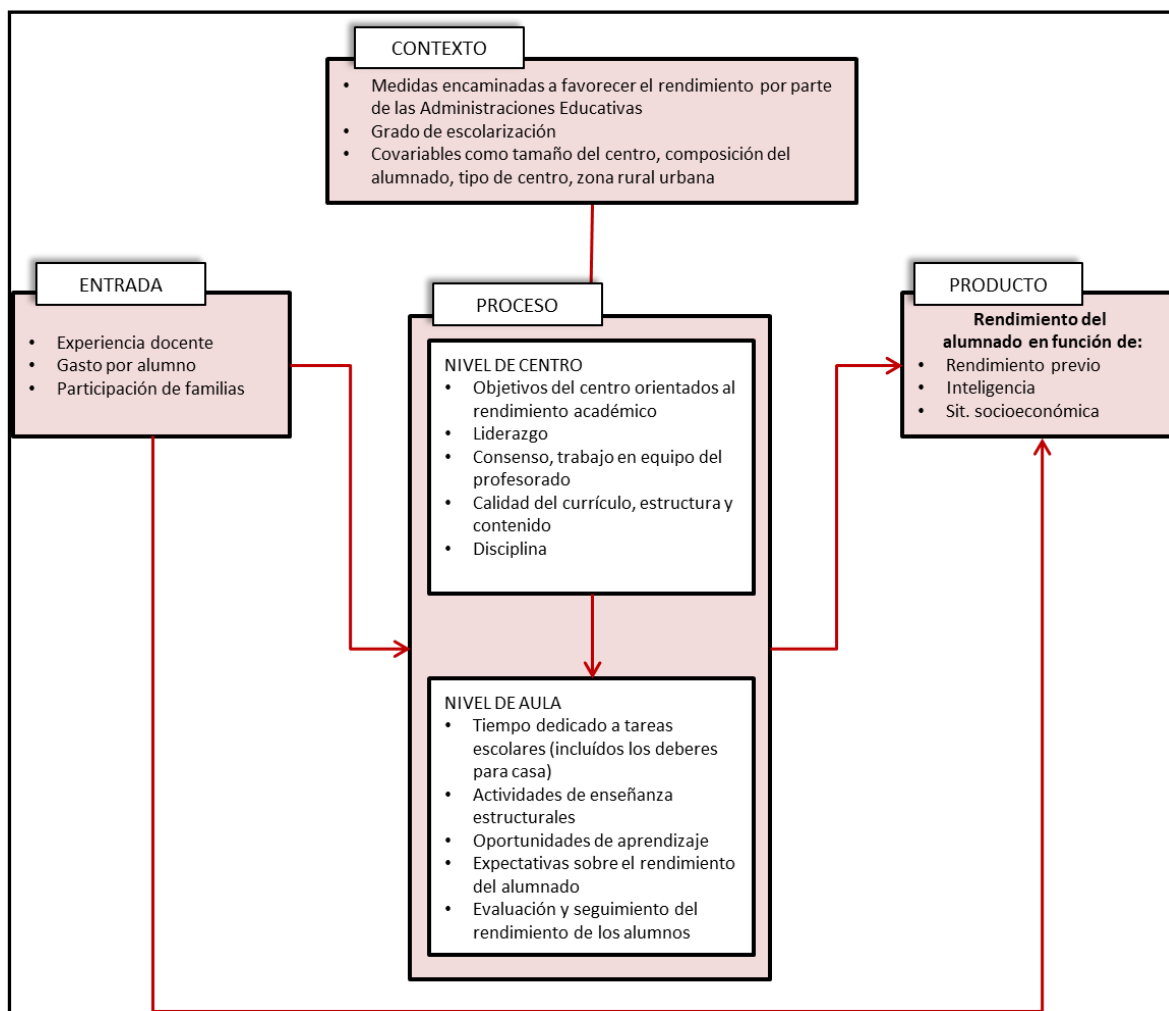 CONTEXTO
• Medidas encaminadas a favorecer el rendimiento por parte
de las Administraciones Educativas
• Grado de escolarización
• Covariables como tamaño del centro, composición del
alumnado, tipo de centro, zona rural urbana
ENTRADA
• Experiencia docente
• Gasto por alumno
• Participación de familias
PROCESO
NIVEL DE CENTRO
• Objetivos del centro orientados al
rendimiento académico
• Liderazgo
• Consenso, trabajo en equipo del
profesorado
• Calidad del currículo, estructura y
contenido
• Disciplina
NIVEL DE AULA
• Tiempo dedicado a tareas
escolares (incluídos los deberes
para casa)
• Actividades de enseñanza
estructurales
• Oportunidades de aprendizaje
• Expectativas sobre el rendimiento
del alumnado
• Evaluación y seguimiento del
rendimiento de los alumnos
PRODUCTO
Rendimiento del
alumnado en función de:
• Rendimiento previo
• Inteligencia
• Sit. socioeconómica